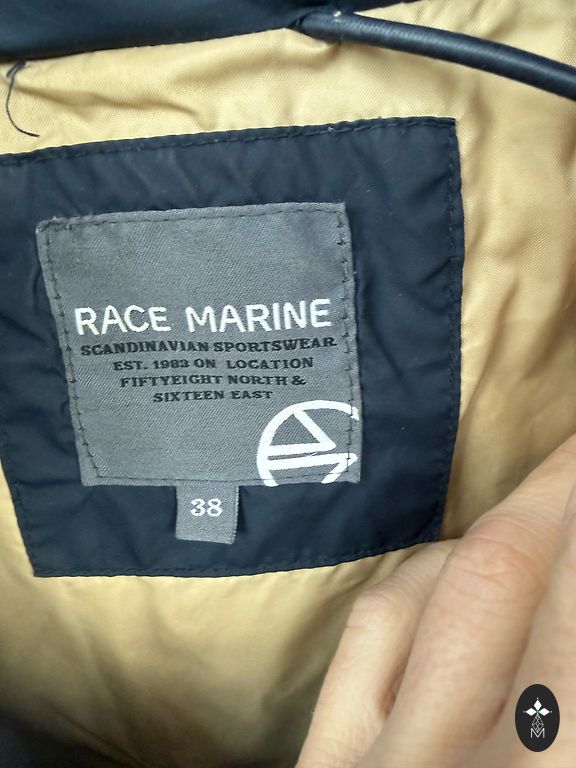 RACE MARINE
SCANDINAVIAN SPORTSWEAR
EST. 1983 ON LOCATION
FIFTYEIGHT NORTH &
SIXTEEN EAST
38
M